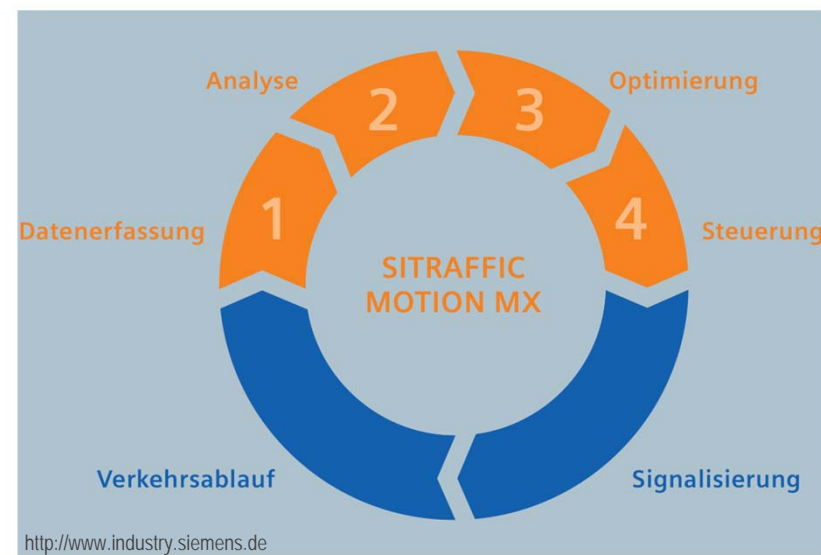 Analyse
Optimierung
2
3
Datenerfassung
1
4
Steuerung
SITRAFFIC
MOTION MX
Verkehrsablauf
Signalisierung
http://www.industry.siemens.de